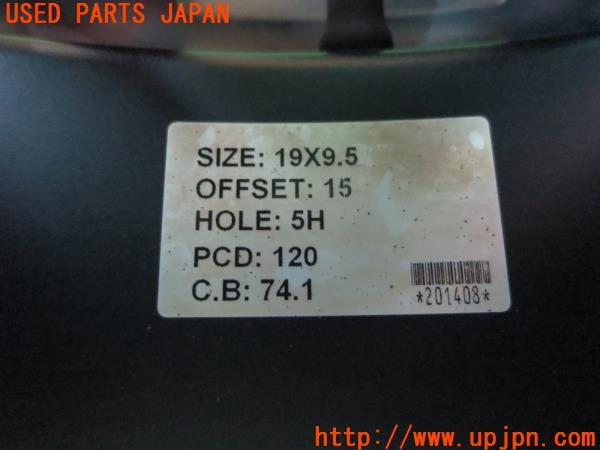 USED PARTS JAPAN
SIZE: 19X9.5
OFFSET: 15
HOLE: 5H
PCD: 120
C.B: 74.1
*201408*
http://www.upjpn.com/